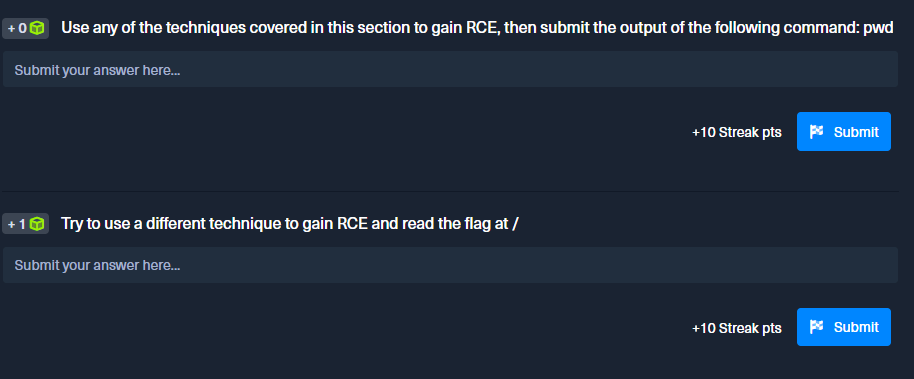 + 0 Use any of the techniques covered in this section to gain RCE, then submit the output of the following command: pwd
Submit your answer here...
+10 Streak pts Submit
+ 1 Try to use a different technique to gain RCE and read the flag at /
Submit your answer here...
+10 Streak pts Submit